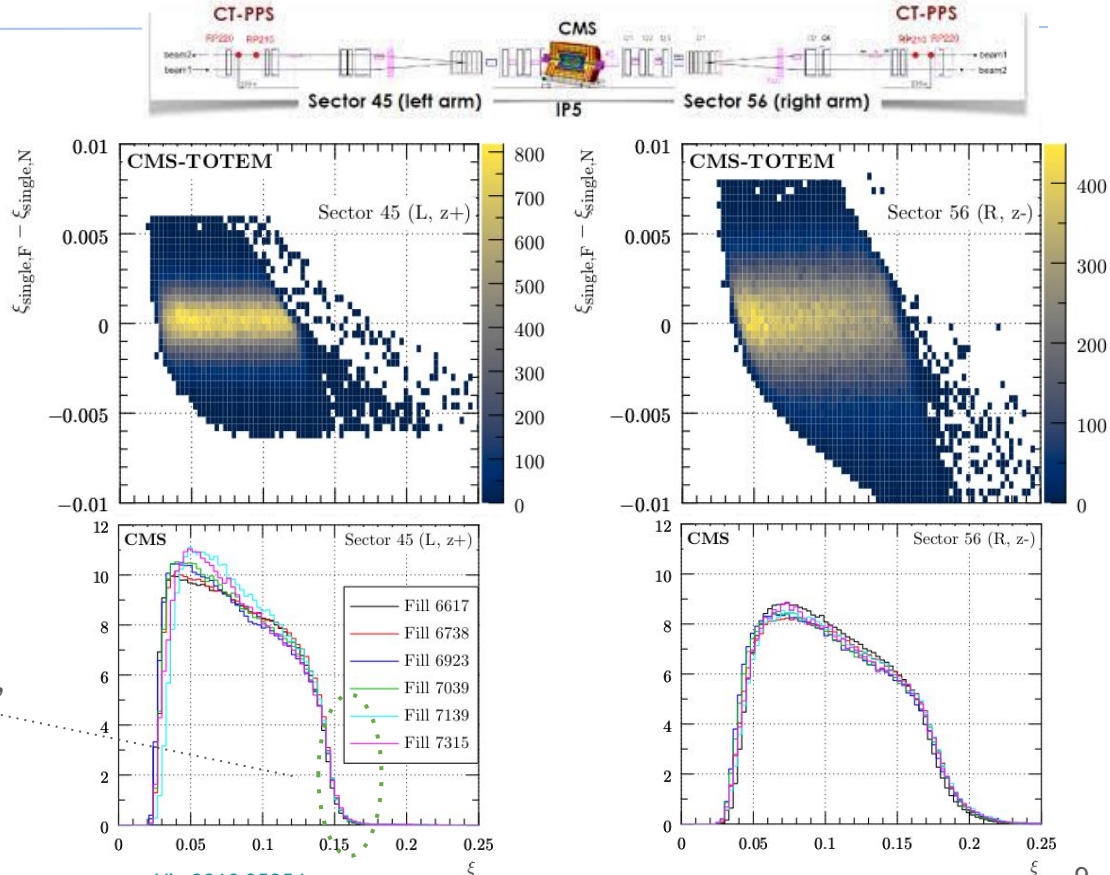 CT-PPS
CT-PPS
CMS
RP220 RP210
RP210 RP220
beam2
beam1
beam1
beam2
Sector 45 (left arm)
IP5
Sector 56 (right arm)
ξsingle,F − ξsingle,N
CMS-TOTEM
Sector 45 (L, z+)
0.01
0.005
0
−0.005
−0.01
800
700
600
500
400
300
200
100
0
ξsingle,F − ξsingle,N
CMS-TOTEM
Sector 56 (R, z-)
0.01
0.005
0
−0.005
−0.01
400
300
200
100
0
CMS
Sector 45 (L, z+)
12
10
8
6
4
2
0
Fill 6617
Fill 6738
Fill 6923
Fill 7039
Fill 7139
Fill 7315
0 0.05 0.1 0.15 0.2 0.25
ξ
CMS
Sector 56 (R, z-)
12
10
8
6
4
2
0
0 0.05 0.1 0.15 0.2 0.25
ξ